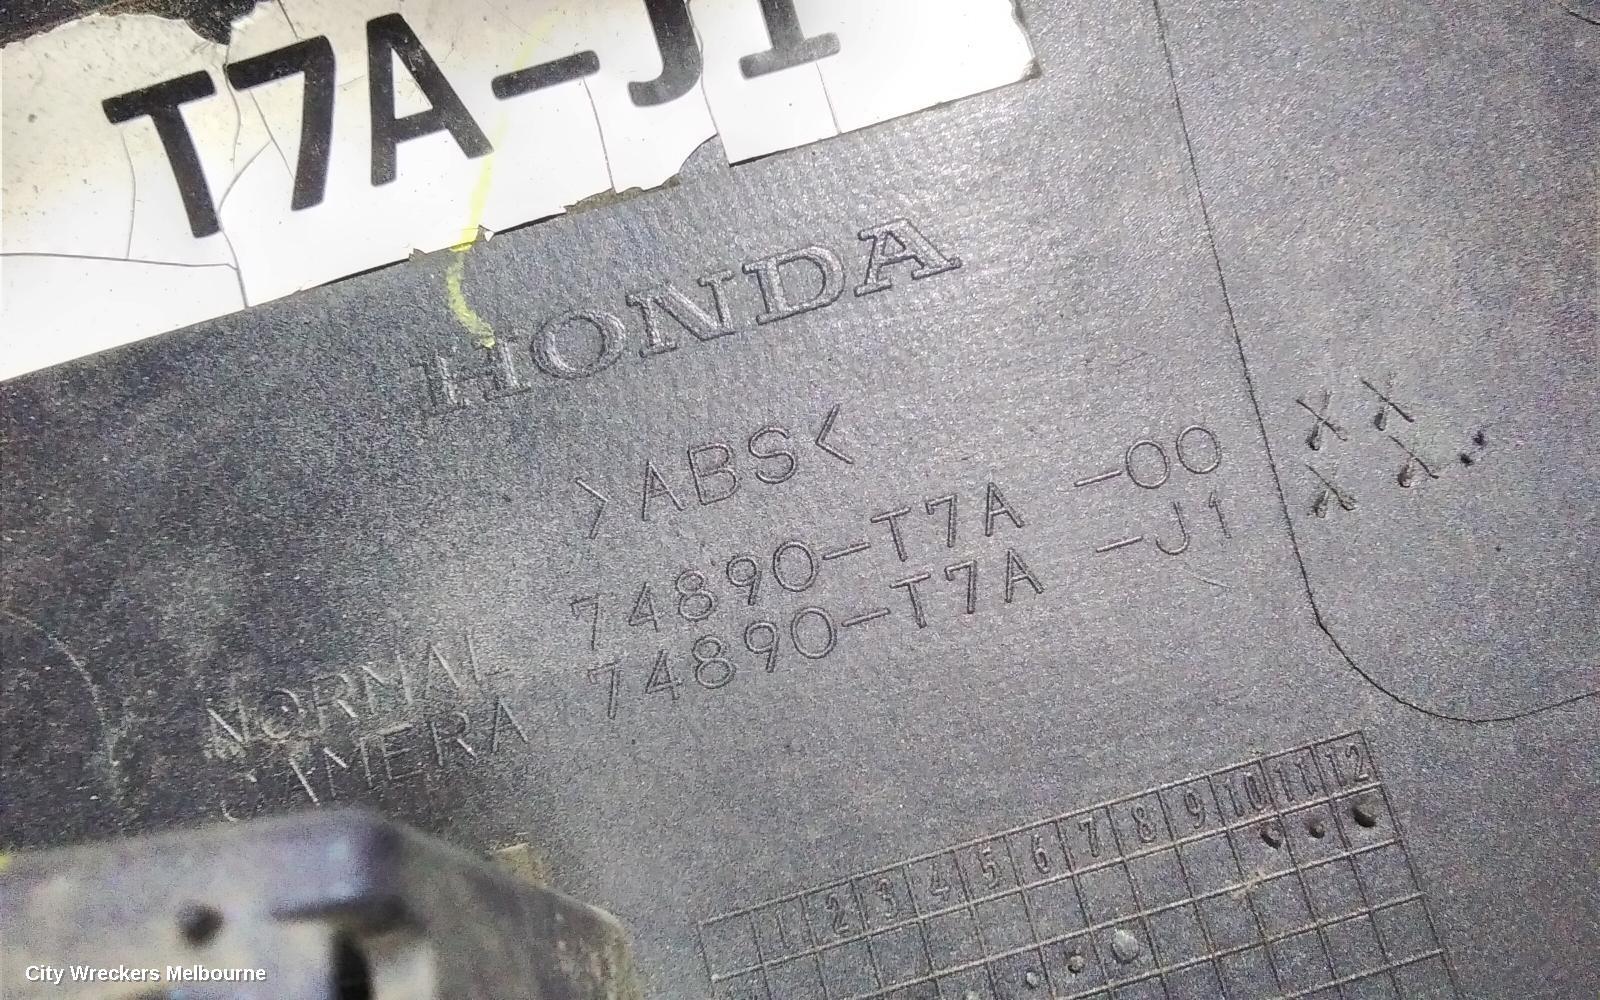 T7A-J1
HONDA
>ABS<
NORMAL 74890-T7A -00
CAMERA 74890-T7A -J1
1 2 3 4 5 6 7 8 9 10 11 12
City Wreckers Melbourne